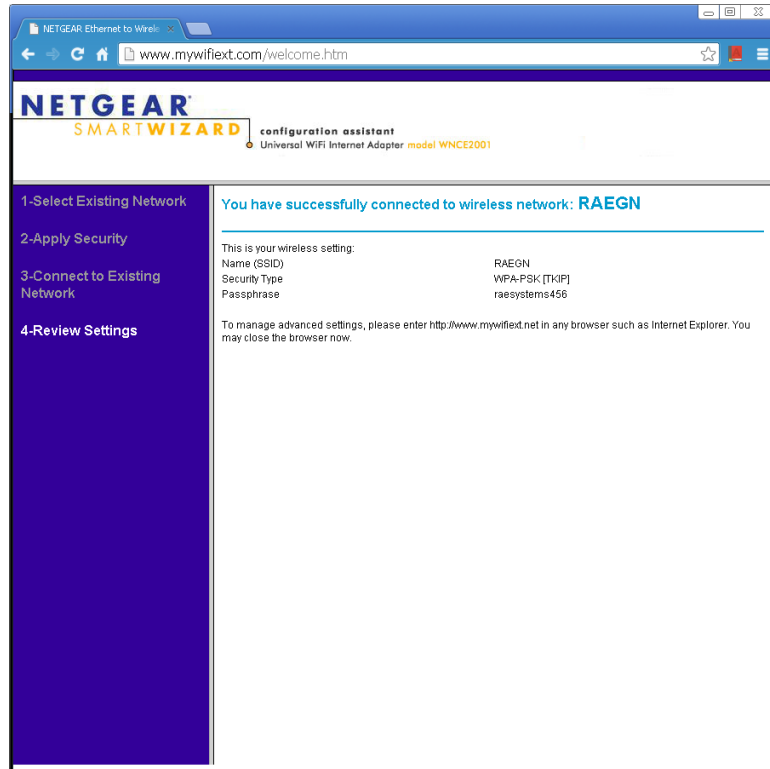 NETGEAR Ethernet to Wirele
www.mywifiext.com/welcome.htm
NETGEAR
SMARTWIZARD
configuration assistant
Universal WiFi Internet Adapter model WNCE2001
1-Select Existing Network
2-Apply Security
3-Connect to Existing
Network
4-Review Settings
You have successfully connected to wireless network: RAEGN
This is your wireless setting:
Name (SSID) RAEGN
Security Type WPA-PSK [TKIP]
Passphrase raesystems456
To manage advanced settings, please enter http://www.mywifiext.net in any browser such as Internet Explorer. You
may close the browser now.